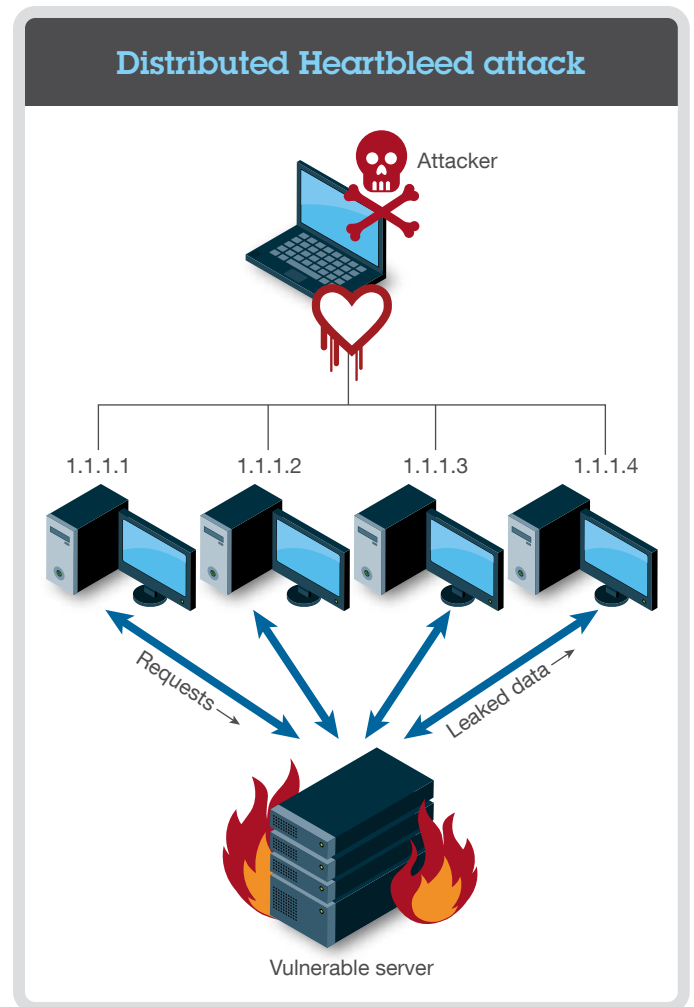 Distributed Heartbleed attack
Attacker
1.1.1.1
1.1.1.2
1.1.1.3
1.1.1.4
Requests
Leaked data
Vulnerable server